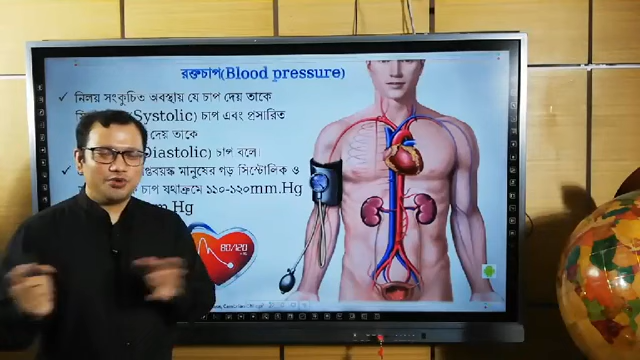 রক্তচাপ(Blood pressure)
✓ নিলয় সংকুচিত অবস্থায় যে চাপ দেয় তাকে
(Systolic) চাপ এবং প্রসারিত
দেয় তাকে
(Diastolic) চাপ বলে।
মানুষের গড় সিস্টোলিক ও
চাপ যথাক্রমে ১১০-১২০mm.Hg
mm.Hg
80/120